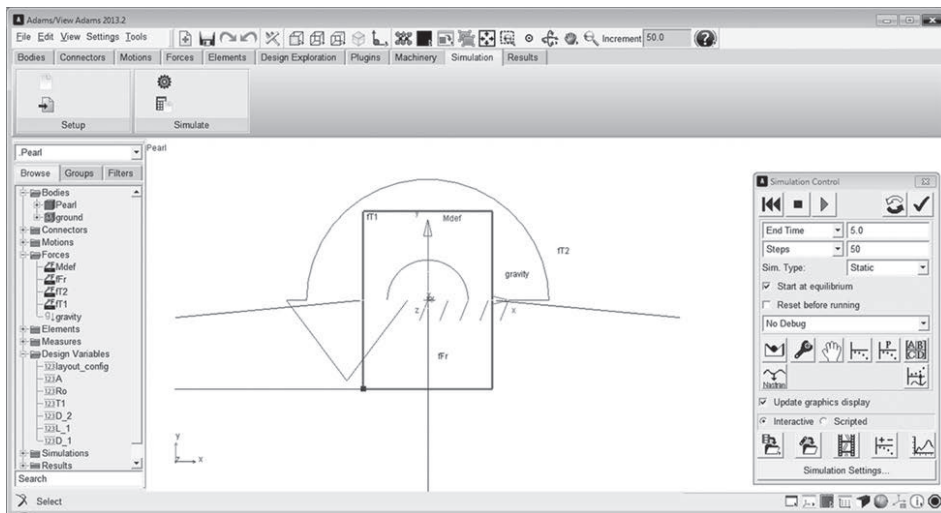 Adams/View Adams 2013.2
File Edit View Settings Tools
Increment 50.0
Bodies Connectors Motions Forces Elements Design Exploration Plugins Machinery Simulation Results
Setup Simulate
.Pearl
Browse Groups Filters
Bodies
Pearl
ground
Connectors
Motions
Forces
Mdef
fFr
fT2
fT1
gravity
Elements
Measures
Design Variables
layout_config
A
Ro
T1
D_2
L_1
D_1
Simulations
Results
Search
Select
Pearl
fT1 y Mdef
fT2
gravity
z x
fFr
y
z x
Simulation Control
End Time 5.0
Steps 50
Sim. Type: Static
Start at equilibrium
Reset before running
No Debug
P A B C D
Nastran
Update graphics display
Interactive Scripted
Simulation Settings...